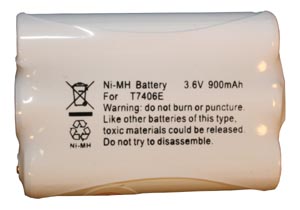 Ni-MH Battery 3.6V 900mAh
For T7406E
Warning: do not burn or puncture.
Like other batteries of this type,
toxic materials could be released.
Do not try to disassemble.
Ni-MH